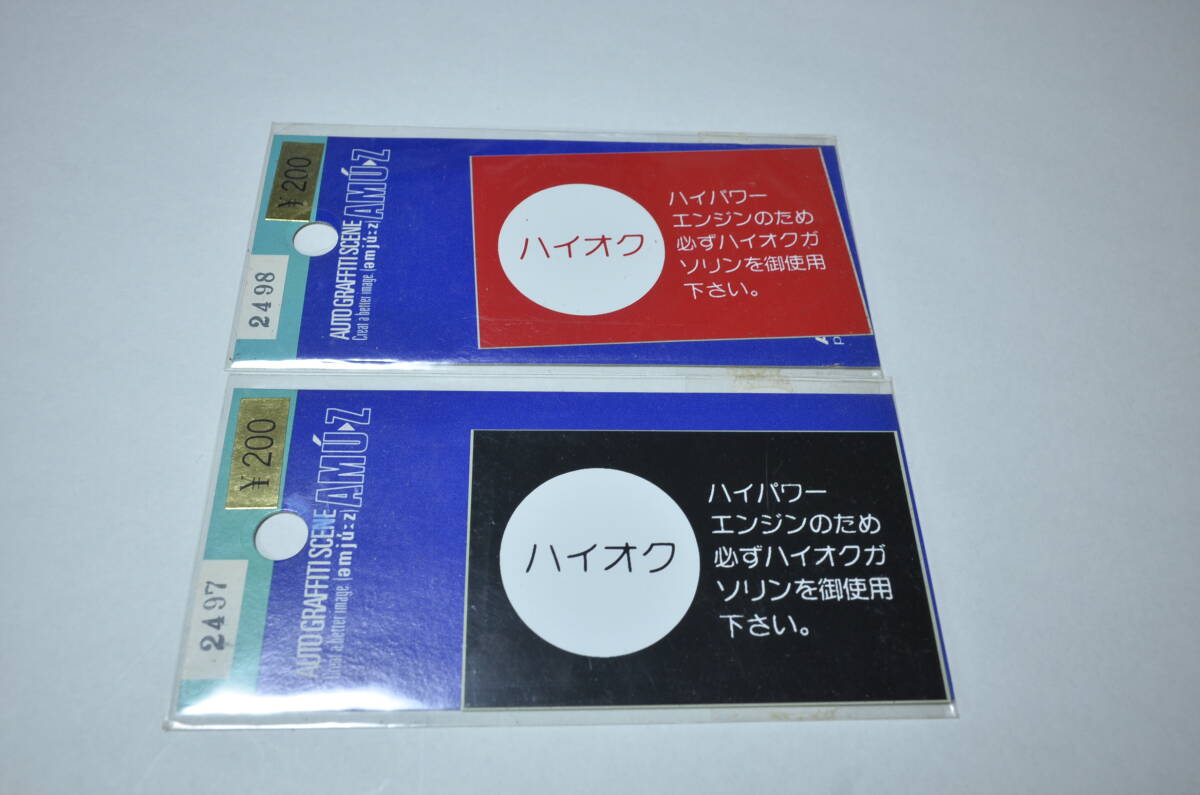 ¥200
2498
AUTO GRAFFITI SCENE
Creat a better image.
[əmjú:z]
AMÚZ
ハイオク
ハイパワー
エンジンのため
必ずハイオクガ
ソリンを御使用
下さい。
¥200
2497
AUTO GRAFFITI SCENE
Creat a better image.
[əmjú:z]
AMÚZ
ハイオク
ハイパワー
エンジンのため
必ずハイオクガ
ソリンを御使用
下さい。